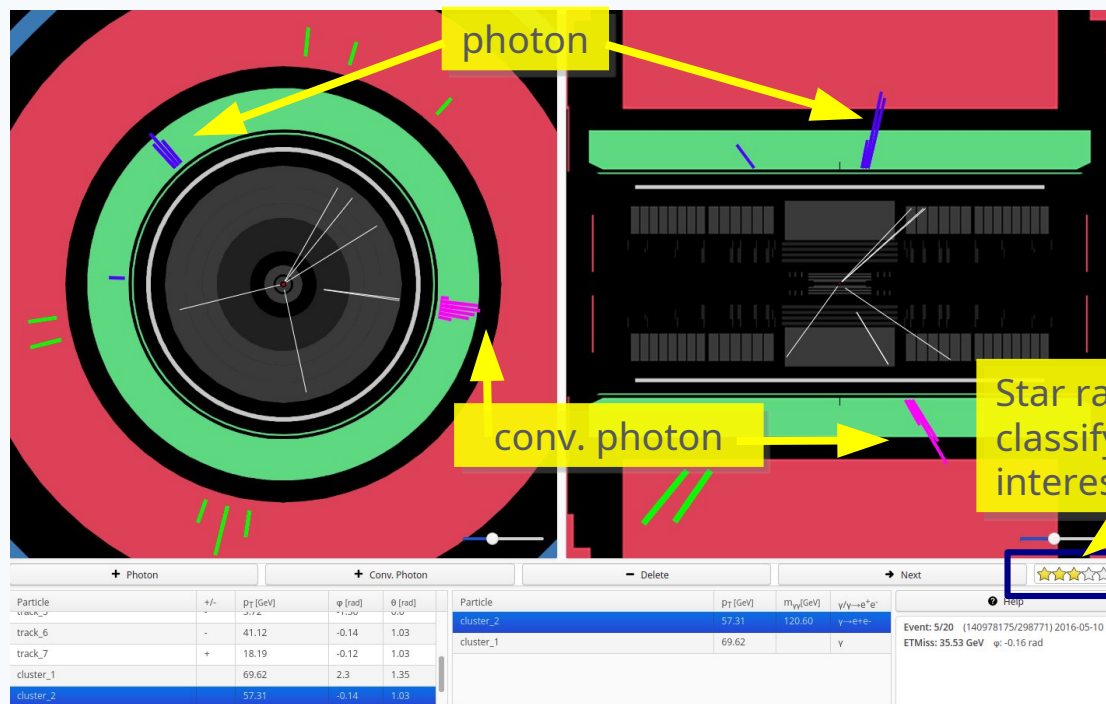 photon
conv. photon
Star
classify
+ Photon
+ Conv. Photon
− Delete
→ Next
Particle +/- pT [GeV] φ [rad] θ [rad]
track_6 - 41.12 -0.14 1.03
track_7 + 18.19 -0.12 1.03
cluster_1 69.62 2.3 1.35
cluster_2 57.31 -0.14 1.03
Particle pT [GeV] mγγ[GeV] γ/γ→e+e-
cluster_2 57.31 120.60 γ→e+e-
cluster_1 69.62 γ
Help
Event: 5/20 (140978175/298771) 2016-05-10
ETMiss: 35.53 GeV φ: -0.16 rad